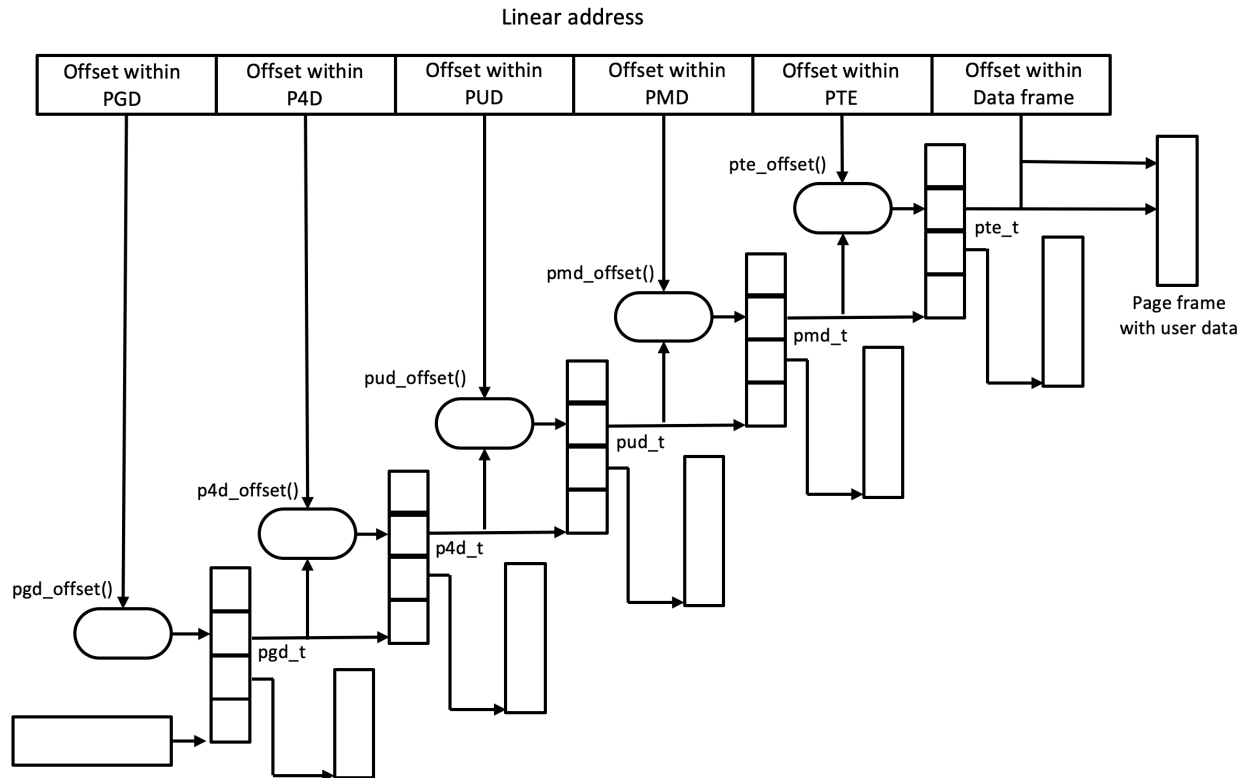 Linear address
Offset within
PGD
Offset within
P4D
Offset within
PUD
Offset within
PMD
Offset within
PTE
Offset within
Data frame
pte_offset()
pte_t
pmd_offset()
Page frame
with user data
pmd_t
pud_offset()
pud_t
p4d_offset()
p4d_t
pgd_offset()
pgd_t